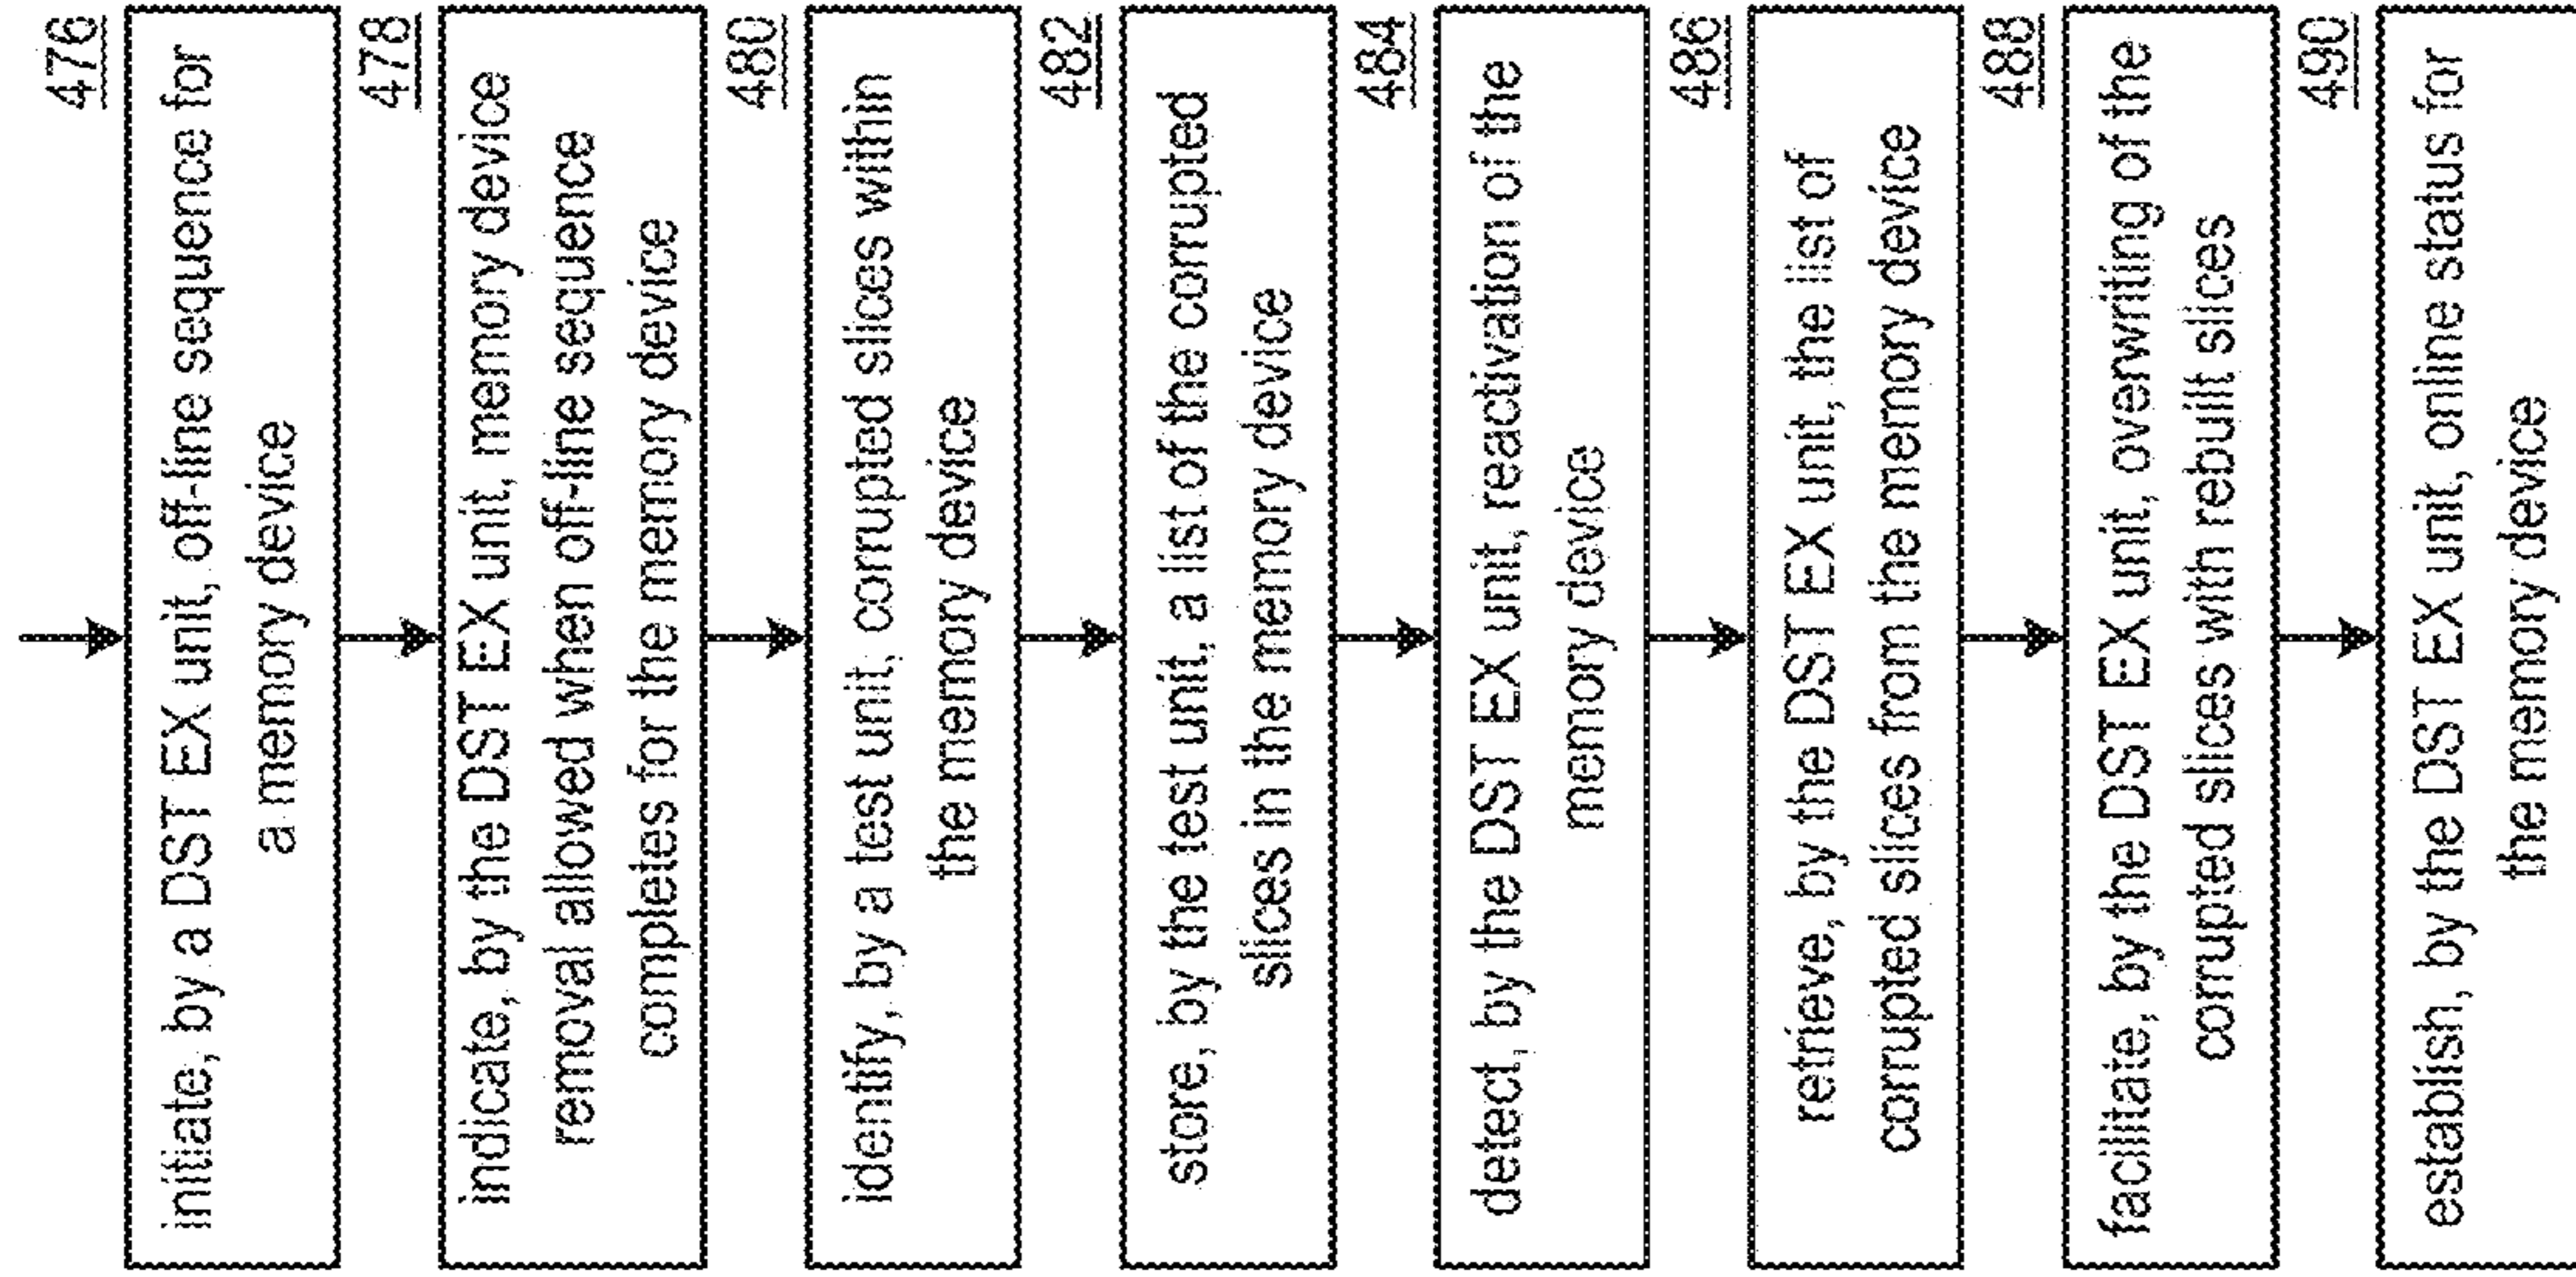 476
initiate, by a DST EX unit, off-line sequence for
a memory device
478
indicate, by the DST EX unit, memory device
removal allowed when off-line sequence
completes for the memory device
480
identify, by a test unit, corrupted slices within
the memory device
482
store, by the test unit, a list of the corrupted
slices in the memory device
484
detect, by the DST EX unit, reactivation of the
memory device
486
retrieve, by the DST EX unit, the list of
corrupted slices from the memory device
488
facilitate, by the DST EX unit, overwriting of the
corrupted slices with rebuilt slices
490
establish, by the DST EX unit, online status for
the memory device